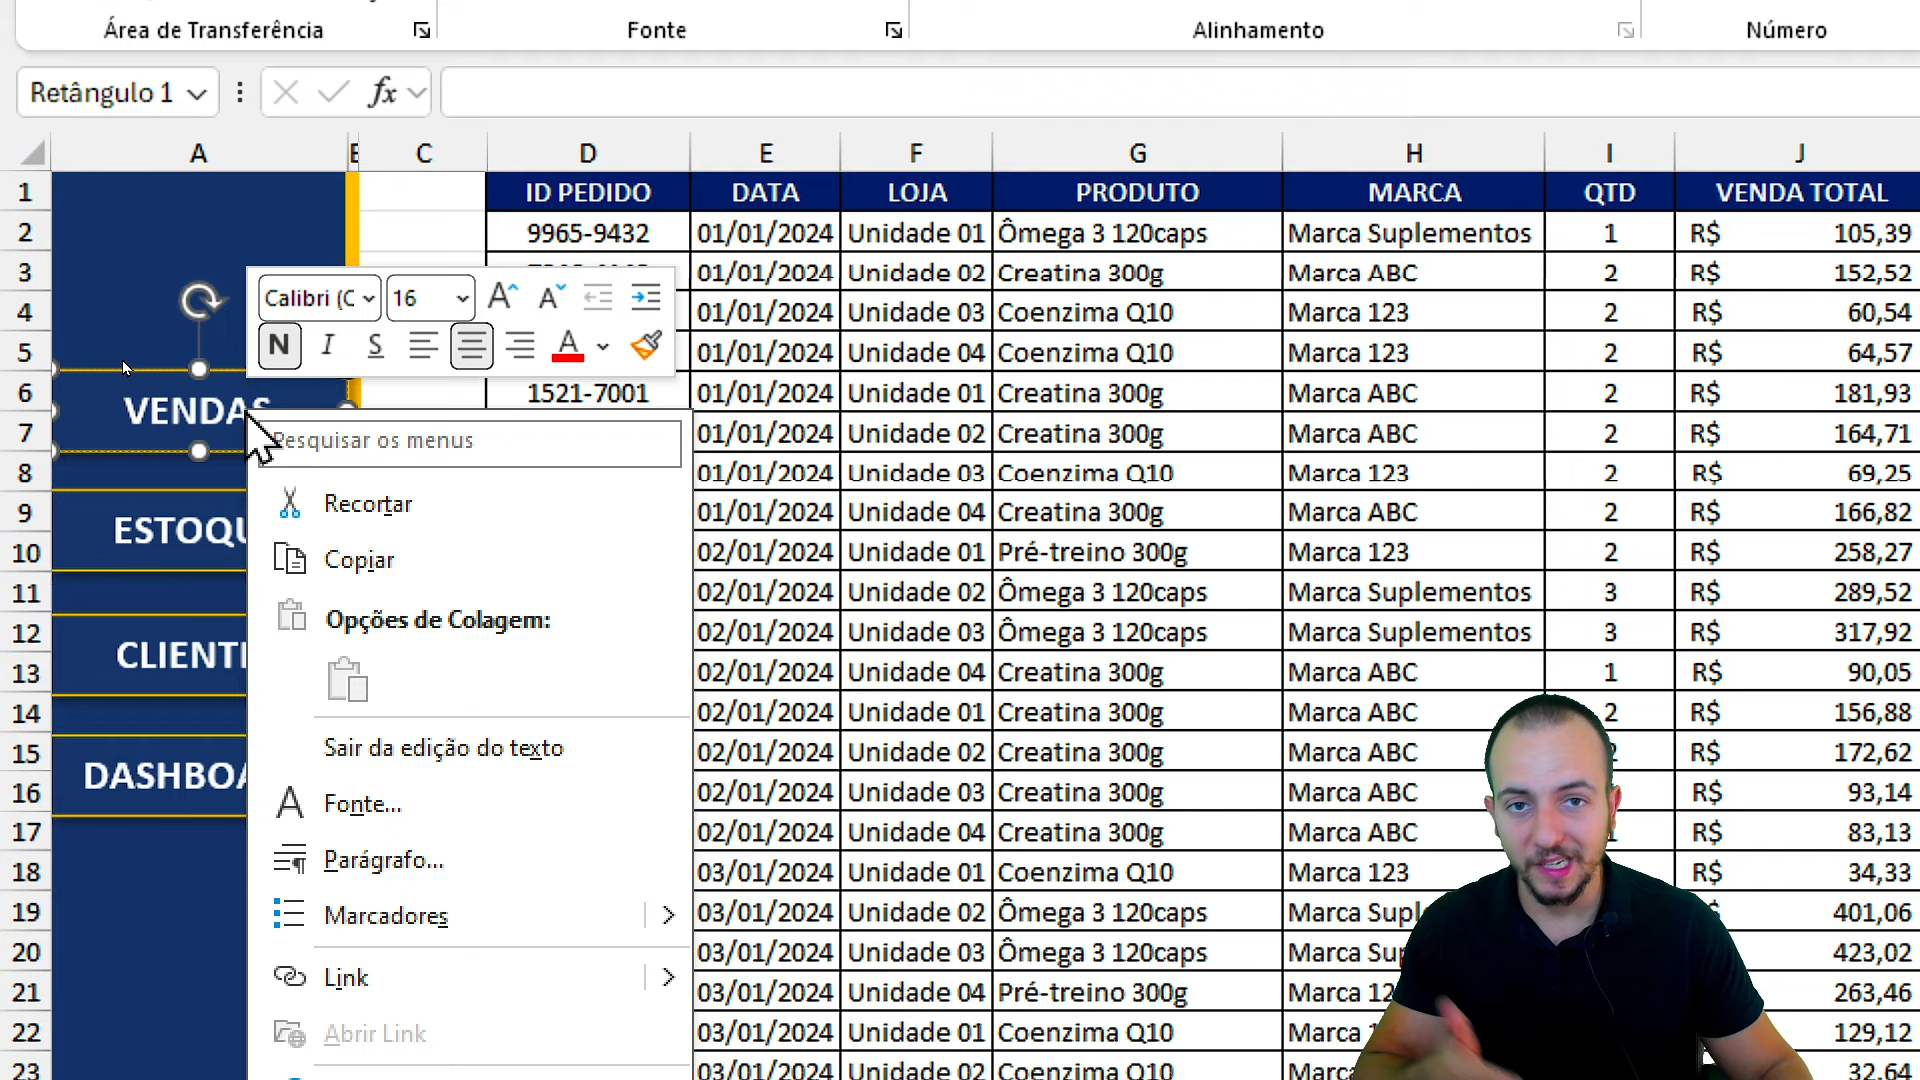 Área de Transferência
Fonte
Alinhamento
Número
Retângulo 1
fx
A
C
D
E
F
G
H
I
J
1 ID PEDIDO DATA LOJA PRODUTO MARCA QTD VENDA TOTAL
2 9965-9432 01/01/2024 Unidade 01 Ômega 3 120caps Marca Suplementos 1 R$ 105,39
3 01/01/2024 Unidade 02 Creatina 300g Marca ABC 2 R$ 152,52
Calibri (C 16 A A
4 01/01/2024 Unidade 03 Coenzima Q10 Marca 123 2 R$ 60,54
N I S A
5 01/01/2024 Unidade 04 Coenzima Q10 Marca 123 2 R$ 64,57
6 1521-7001 01/01/2024 Unidade 01 Creatina 300g Marca ABC 2 R$ 181,93
VENDAS
7 01/01/2024 Unidade 02 Creatina 300g Marca ABC 2 R$ 164,71
Pesquisar os menus
8 01/01/2024 Unidade 03 Coenzima Q10 Marca 123 2 R$ 69,25
Recortar
9 01/01/2024 Unidade 04 Creatina 300g Marca ABC 2 R$ 166,82
ESTOQU
10 02/01/2024 Unidade 01 Pré-treino 300g Marca 123 2 R$ 258,27
Copiar
11 02/01/2024 Unidade 02 Ômega 3 120caps Marca Suplementos 3 R$ 289,52
Opções de Colagem:
12 02/01/2024 Unidade 03 Ômega 3 120caps Marca Suplementos 3 R$ 317,92
CLIENT
13 02/01/2024 Unidade 04 Creatina 300g Marca ABC 1 R$ 90,05
14 02/01/2024 Unidade 01 Creatina 300g Marca ABC 2 R$ 156,88
Sair da edição do texto
15 02/01/2024 Unidade 02 Creatina 300g Marca ABC 2 R$ 172,62
DASHBOA
16 02/01/2024 Unidade 03 Creatina 300g Marca ABC R$ 93,14
Fonte...
17 02/01/2024 Unidade 04 Creatina 300g Marca ABC 1 R$ 83,13
Parágrafo...
18 03/01/2024 Unidade 01 Coenzima Q10 Marca 123 R$ 34,33
Marcadores
19 03/01/2024 Unidade 02 Ômega 3 120caps Marca Supl 401,06
20 03/01/2024 Unidade 03 Ômega 3 120caps Marca Su 423,02
Link
21 03/01/2024 Unidade 04 Pré-treino 300g Marca 12 263,46
Abrir Link
22 03/01/2024 Unidade 01 Coenzima Q10 Marca 129,12
23 03/01/2024 Unidade 02 Coenzima Q10 Marca 32,64